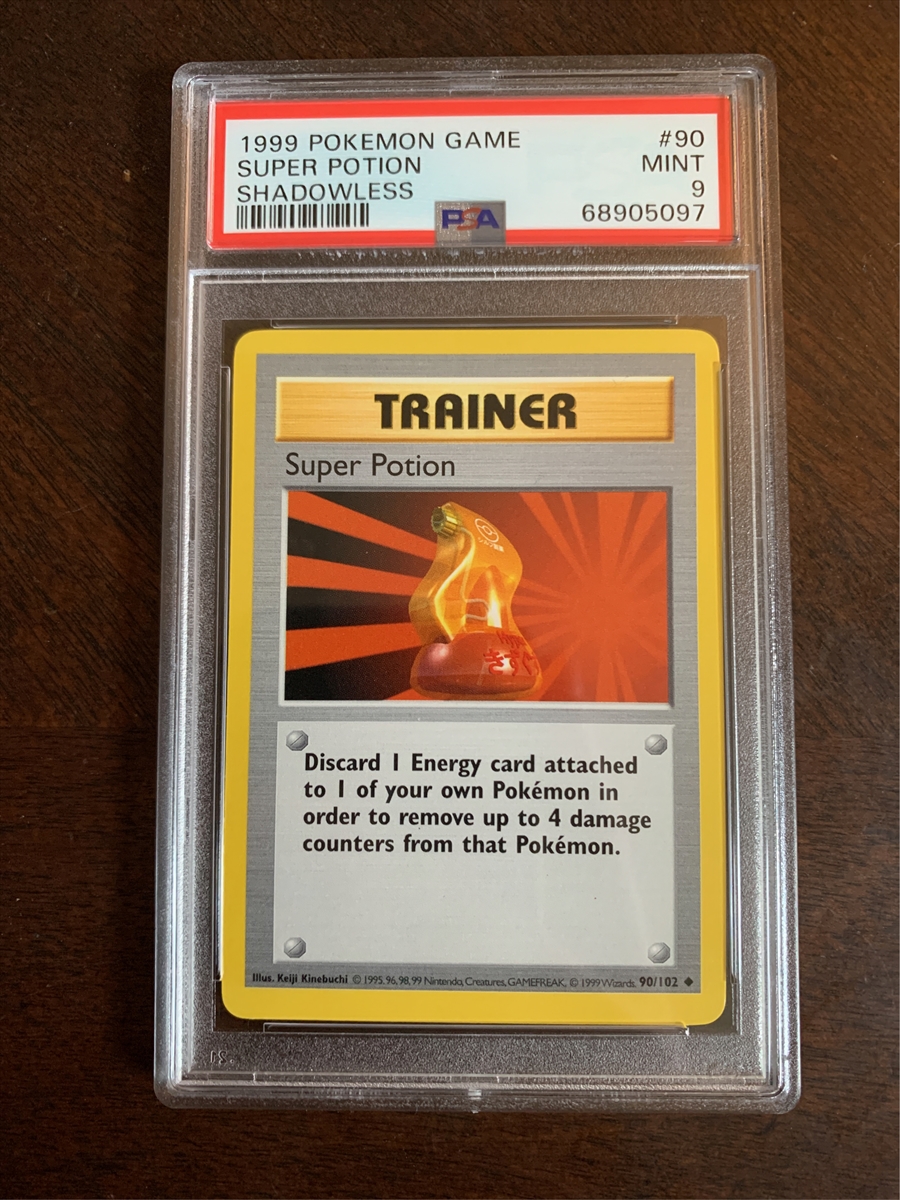 1999 POKEMON GAME #90
SUPER POTION MINT
SHADOWLESS 9
PSA 68905097
TRAINER
Super Potion
Discard 1 Energy card attached
to 1 of your own Pokémon in
order to remove up to 4 damage
counters from that Pokémon.
Illus. Keiji Kinebuchi © 1995, 96, 98, 99 Nintendo, Creatures, GAMEFREAK. © 1999 Wizards. 90/102